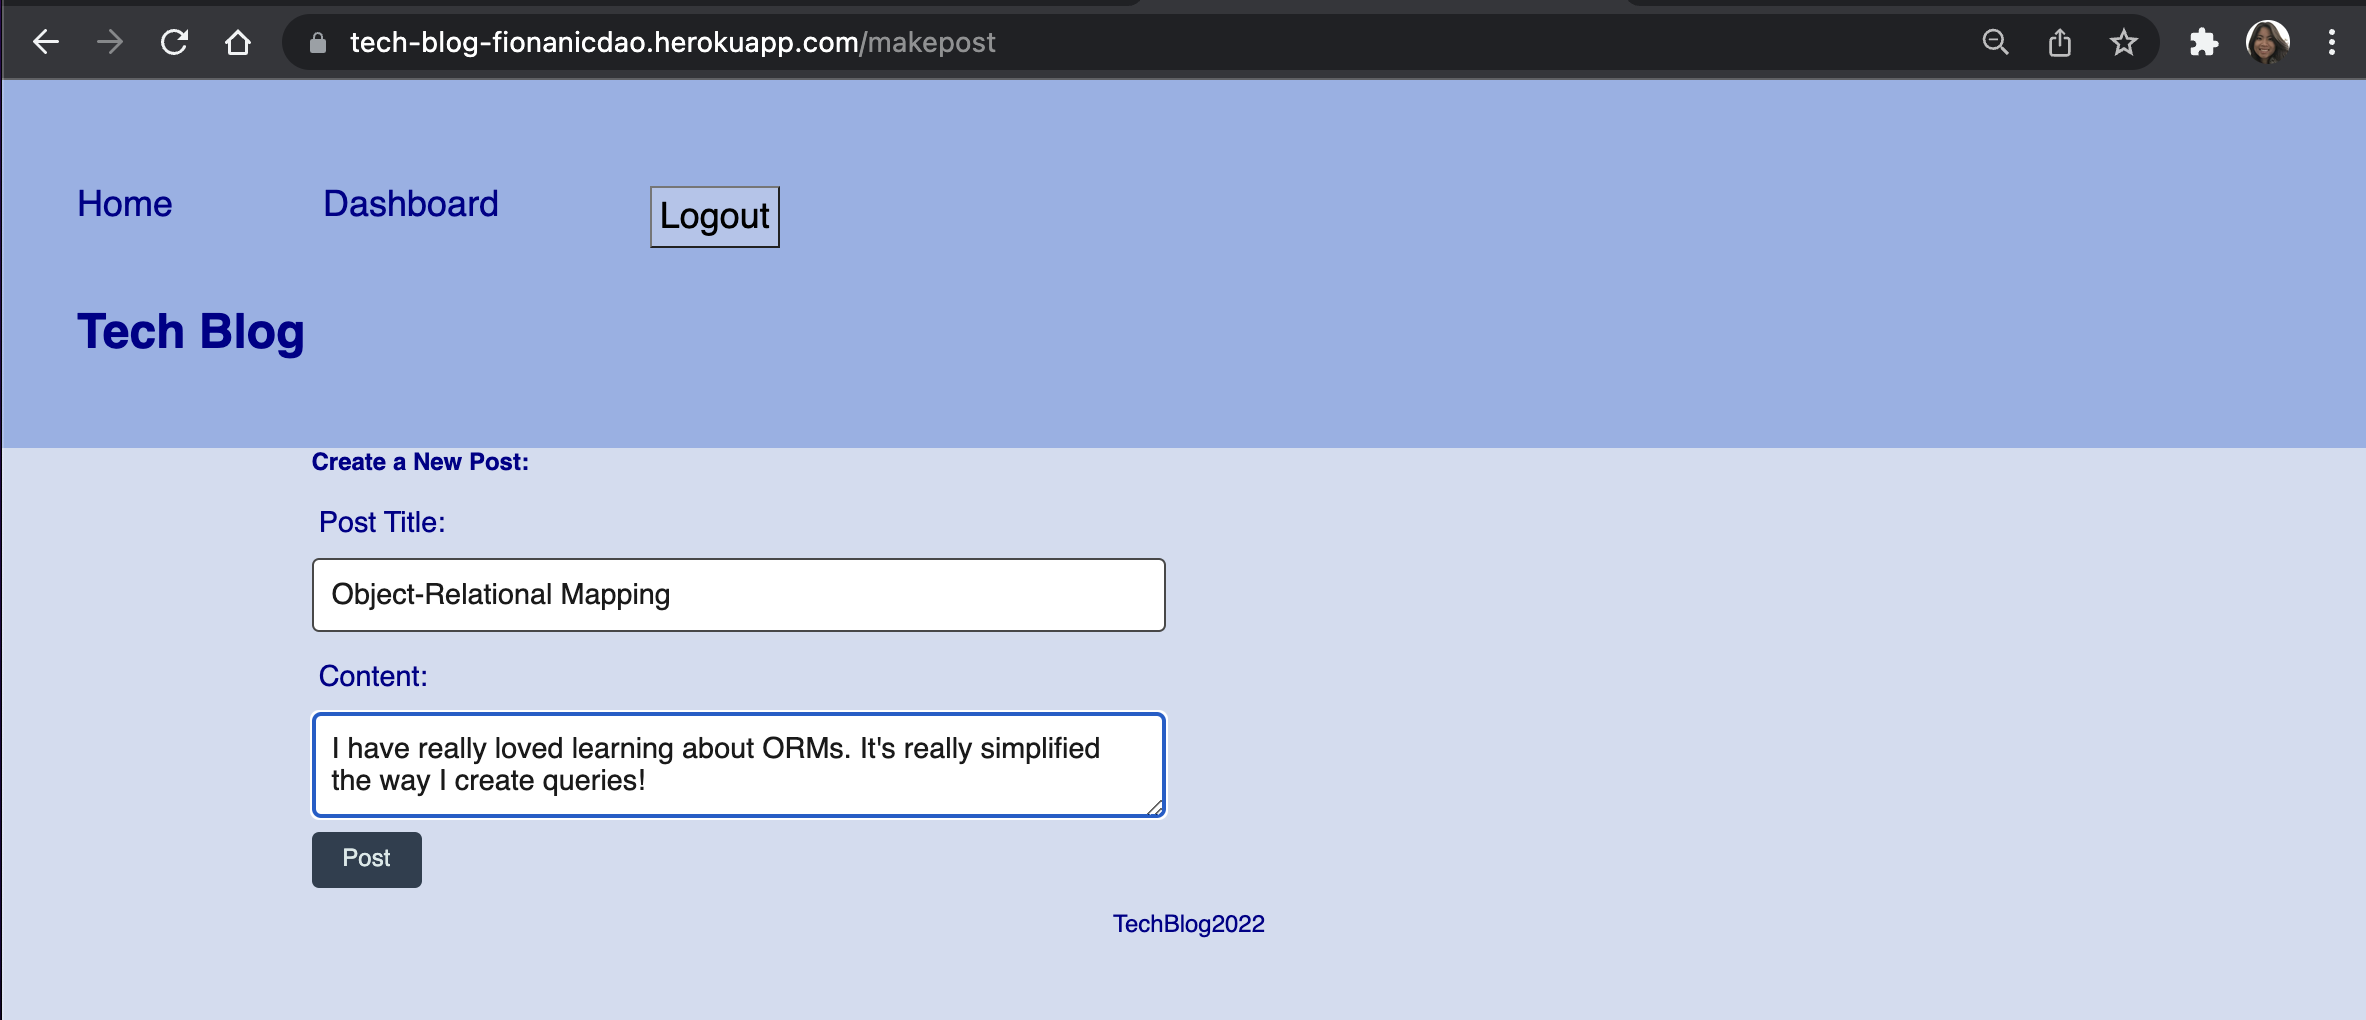 tech-blog-fionanicdao.herokuapp.com/makepost
Home Dashboard Logout
Tech Blog
Create a New Post:
Post Title:
Object-Relational Mapping
Content:
I have really loved learning about ORMs. It's really simplified
the way I create queries!
Post
TechBlog2022